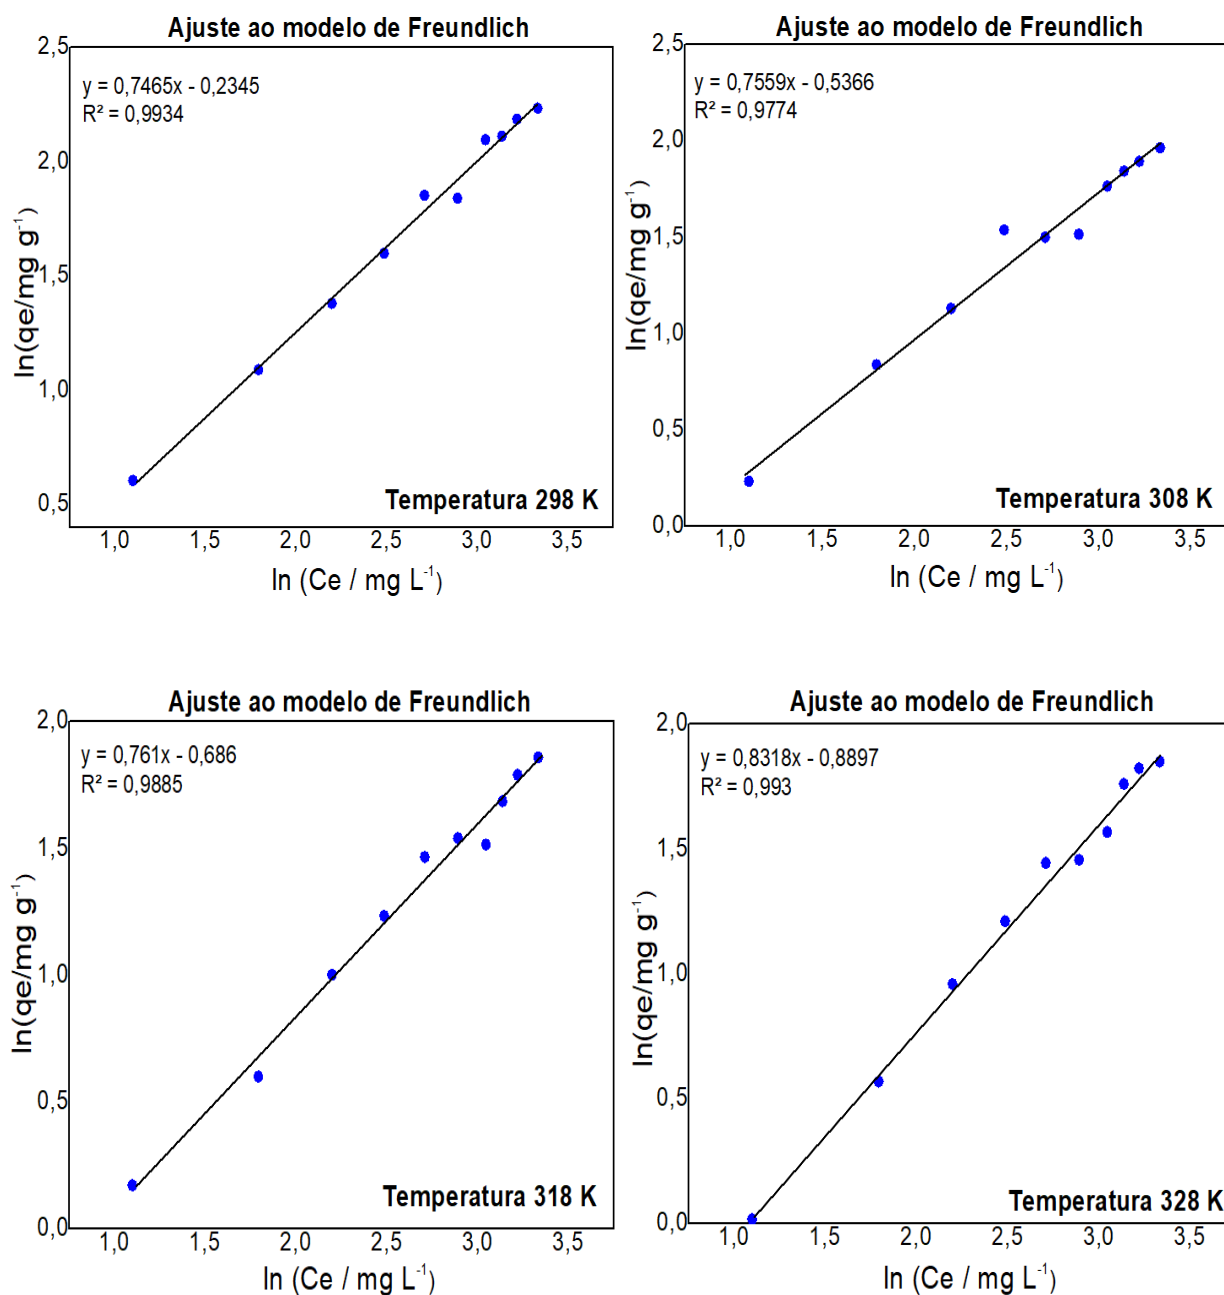 Ajuste ao modelo de Freundlich
y = 0,7465x - 0,2345
R² = 0,9934
2,5
2,0
1,5
1,0
0,5
ln(qe/mg g⁻¹)
Temperatura 298 K
1,0 1,5 2,0 2,5 3,0 3,5
ln (Ce / mg L⁻¹)
Ajuste ao modelo de Freundlich
y = 0,7559x - 0,5366
R² = 0,9774
2,5
2,0
1,5
1,0
0,5
0,0
ln(qe/mg g⁻¹)
Temperatura 308 K
1,0 1,5 2,0 2,5 3,0 3,5
ln (Ce / mg L⁻¹)
Ajuste ao modelo de Freundlich
y = 0,761x - 0,686
R² = 0,9885
2,0
1,5
1,0
0,5
0,0
ln(qe/mg g⁻¹)
Temperatura 318 K
1,0 1,5 2,0 2,5 3,0 3,5
ln (Ce / mg L⁻¹)
Ajuste ao modelo de Freundlich
y = 0,8318x - 0,8897
R² = 0,993
2,0
1,5
1,0
0,5
0,0
ln(qe/mg g⁻¹)
Temperatura 328 K
1,0 1,5 2,0 2,5 3,0 3,5
ln (Ce / mg L⁻¹)